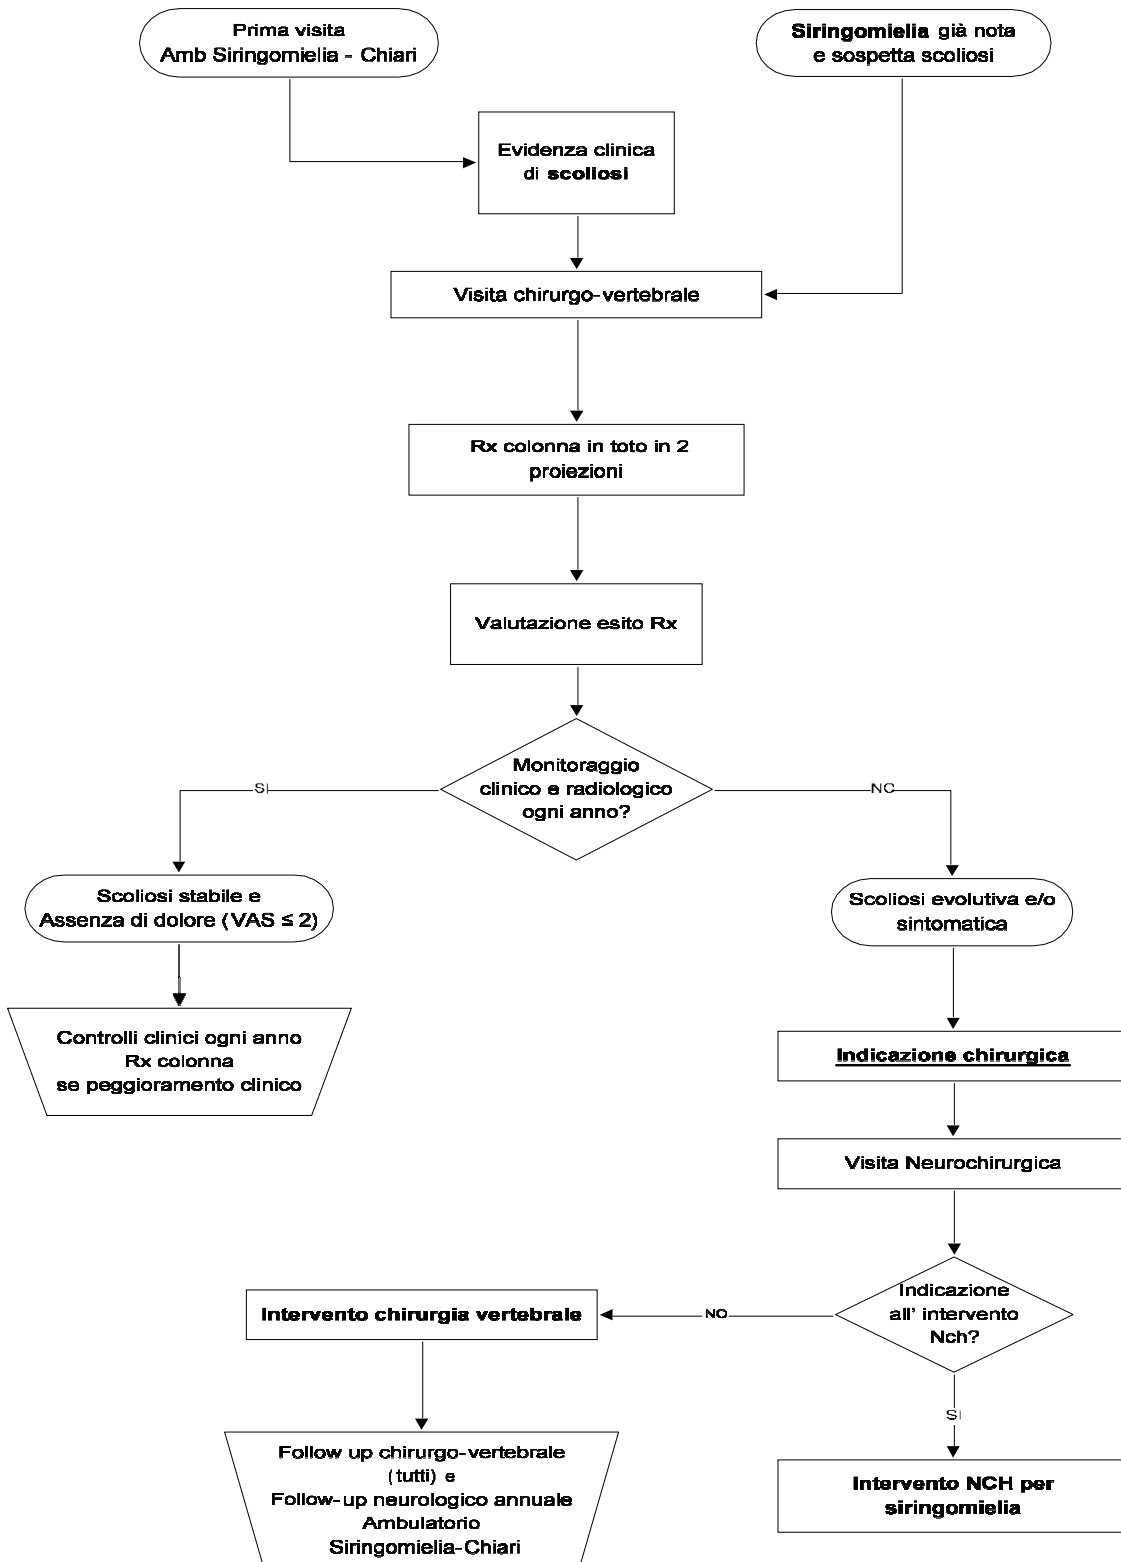 Prima visita
Amb Siringomielia - Chiari
Siringomielia già nota
e sospetta scoliosi
Evidenza clinica
di scoliosi
Visita chirurgo-vertebrale
Rx colonna in toto in 2
proiezioni
Valutazione esito Rx
Monitoraggio
clinico e radiologico
ogni anno?
SI
NO
Scoliosi stabile e
Assenza di dolore (VAS ≤ 2)
Scoliosi evolutiva e/o
sintomatica
Controlli clinici ogni anno
Rx colonna
se peggioramento clinico
Indicazione chirurgica
Visita Neurochirurgica
Indicazione
all' intervento
Nch?
NO
Intervento chirurgia vertebrale
SI
Follow up chirurgo-vertebrale
(tutti) e
Follow-up neurologico annuale
Ambulatorio
Siringomielia-Chiari
Intervento NCH per
siringomielia